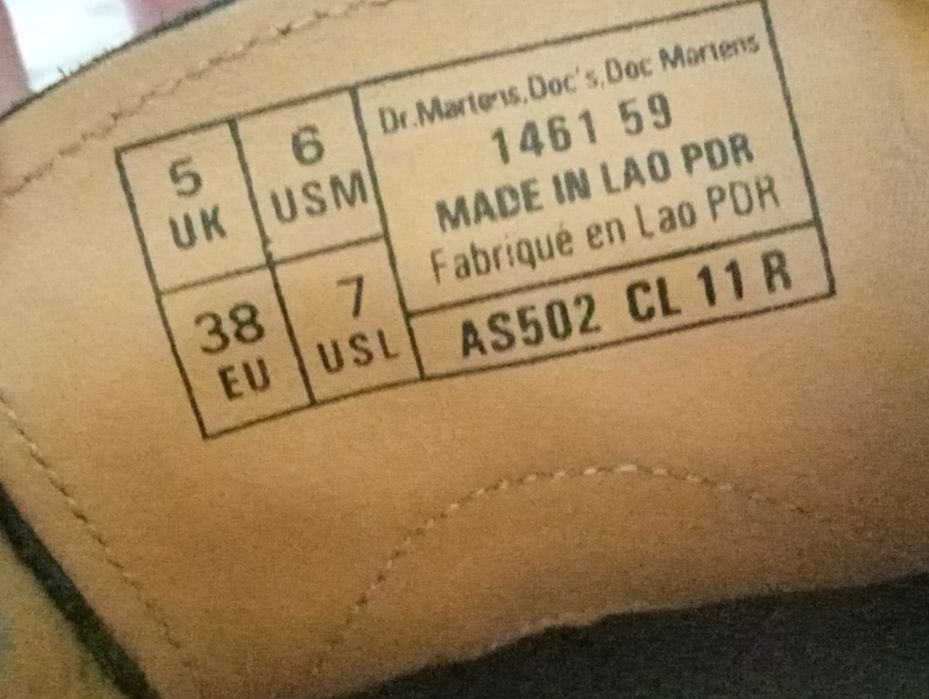 5
UK
6
USM
38
EU
7
USL
Dr.Martens,Doc's,Doc Martens
1461 59
MADE IN LAO PDR
Fabriqué en Lao PDR
AS502 CL 11 R